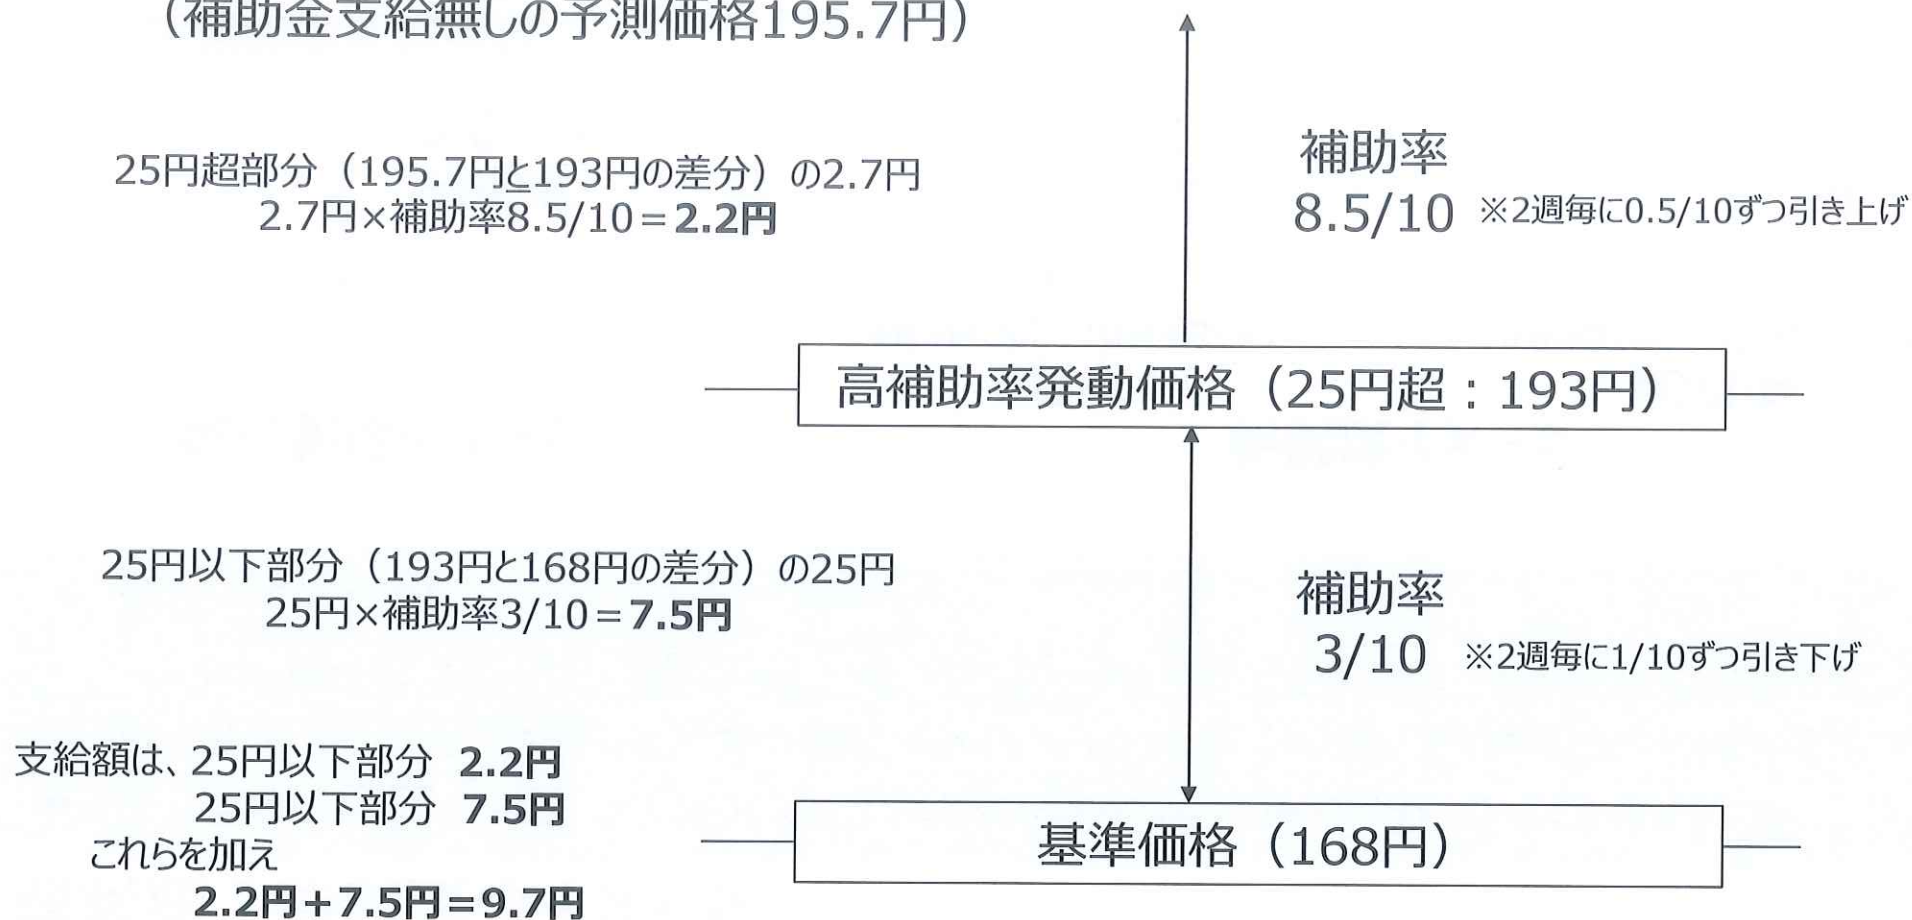 （補助金支給無しの予測価格195.7円）
25円超部分（195.7円と193円の差分）の2.7円
2.7円×補助率8.5/10＝2.2円
補助率
8.5/10 ※2週毎に0.5/10ずつ引き上げ
高補助率発動価格（25円超：193円）
25円以下部分（193円と168円の差分）の25円
25円×補助率3/10＝7.5円
補助率
3/10 ※2週毎に1/10ずつ引き下げ
支給額は、25円以下部分 2.2円
25円以下部分 7.5円
これらを加え
2.2円＋7.5円＝9.7円
基準価格（168円）